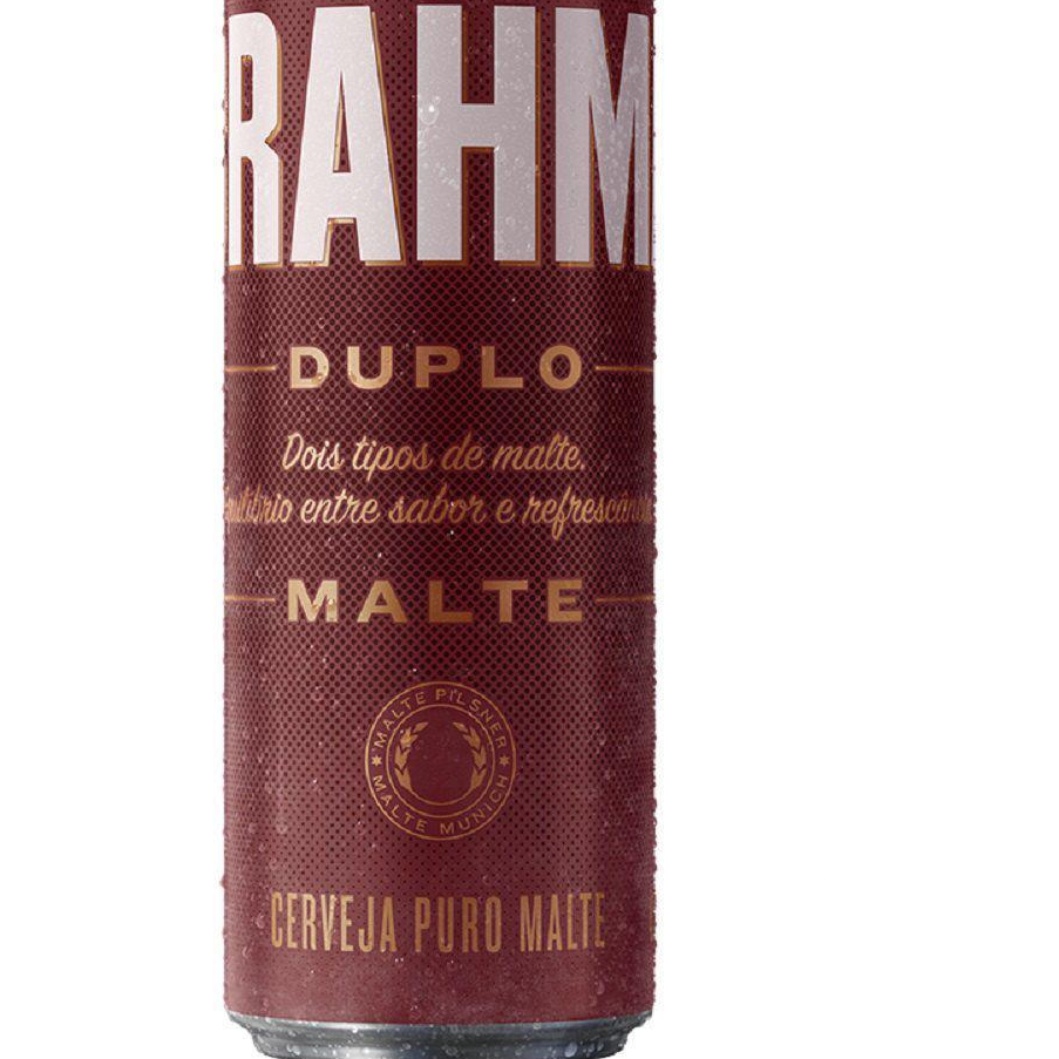 RAHM
DUPLO
Dois tipos de malte.
entre sabor e
MALTE
MALTE PILSNER
MALTE MUNICH
CERVEJA PURO MALTE